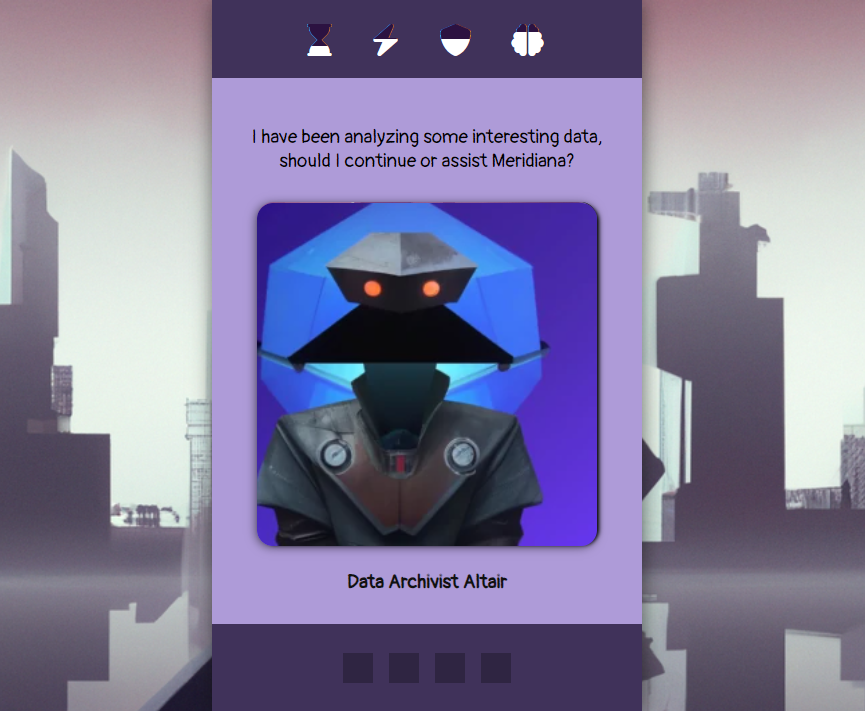 I have been analyzing some interesting data,
should I continue or assist Meridiana?
Data Archivist Altair